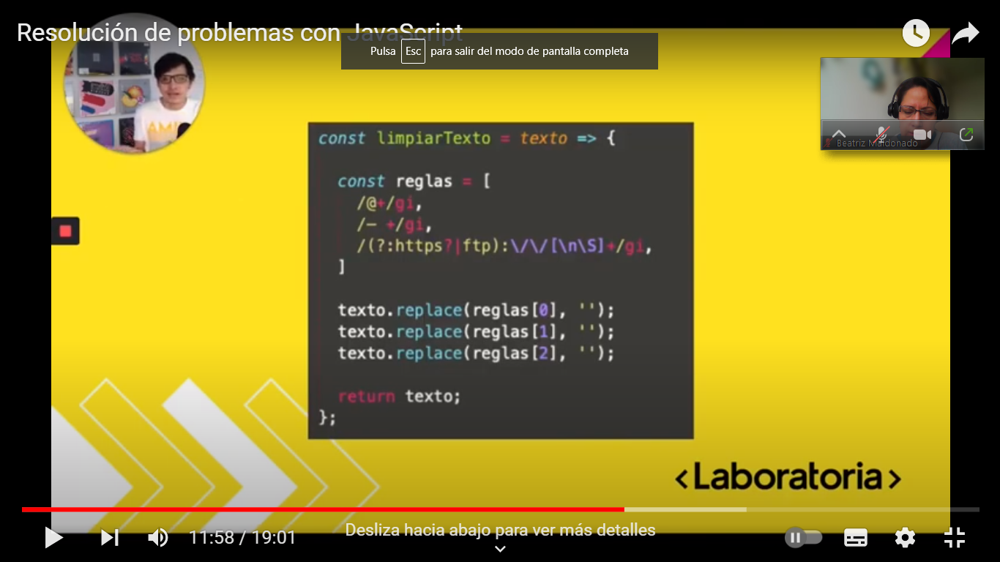 Resolución de problemas con JavaScript
Pulsa Esc para salir del modo de pantalla completa
Beatriz Maldonado
const limpiarTexto = texto => {
const reglas = [
/@+/gi,
/– +/gi,
/(?:https?|ftp):\/\/[\n\S]+/gi,
]
texto.replace(reglas[0], '');
texto.replace(reglas[1], '');
texto.replace(reglas[2], '');
return texto;
};
<Laboratoria>
Desliza hacia abajo para ver más detalles
11:58 / 19:01